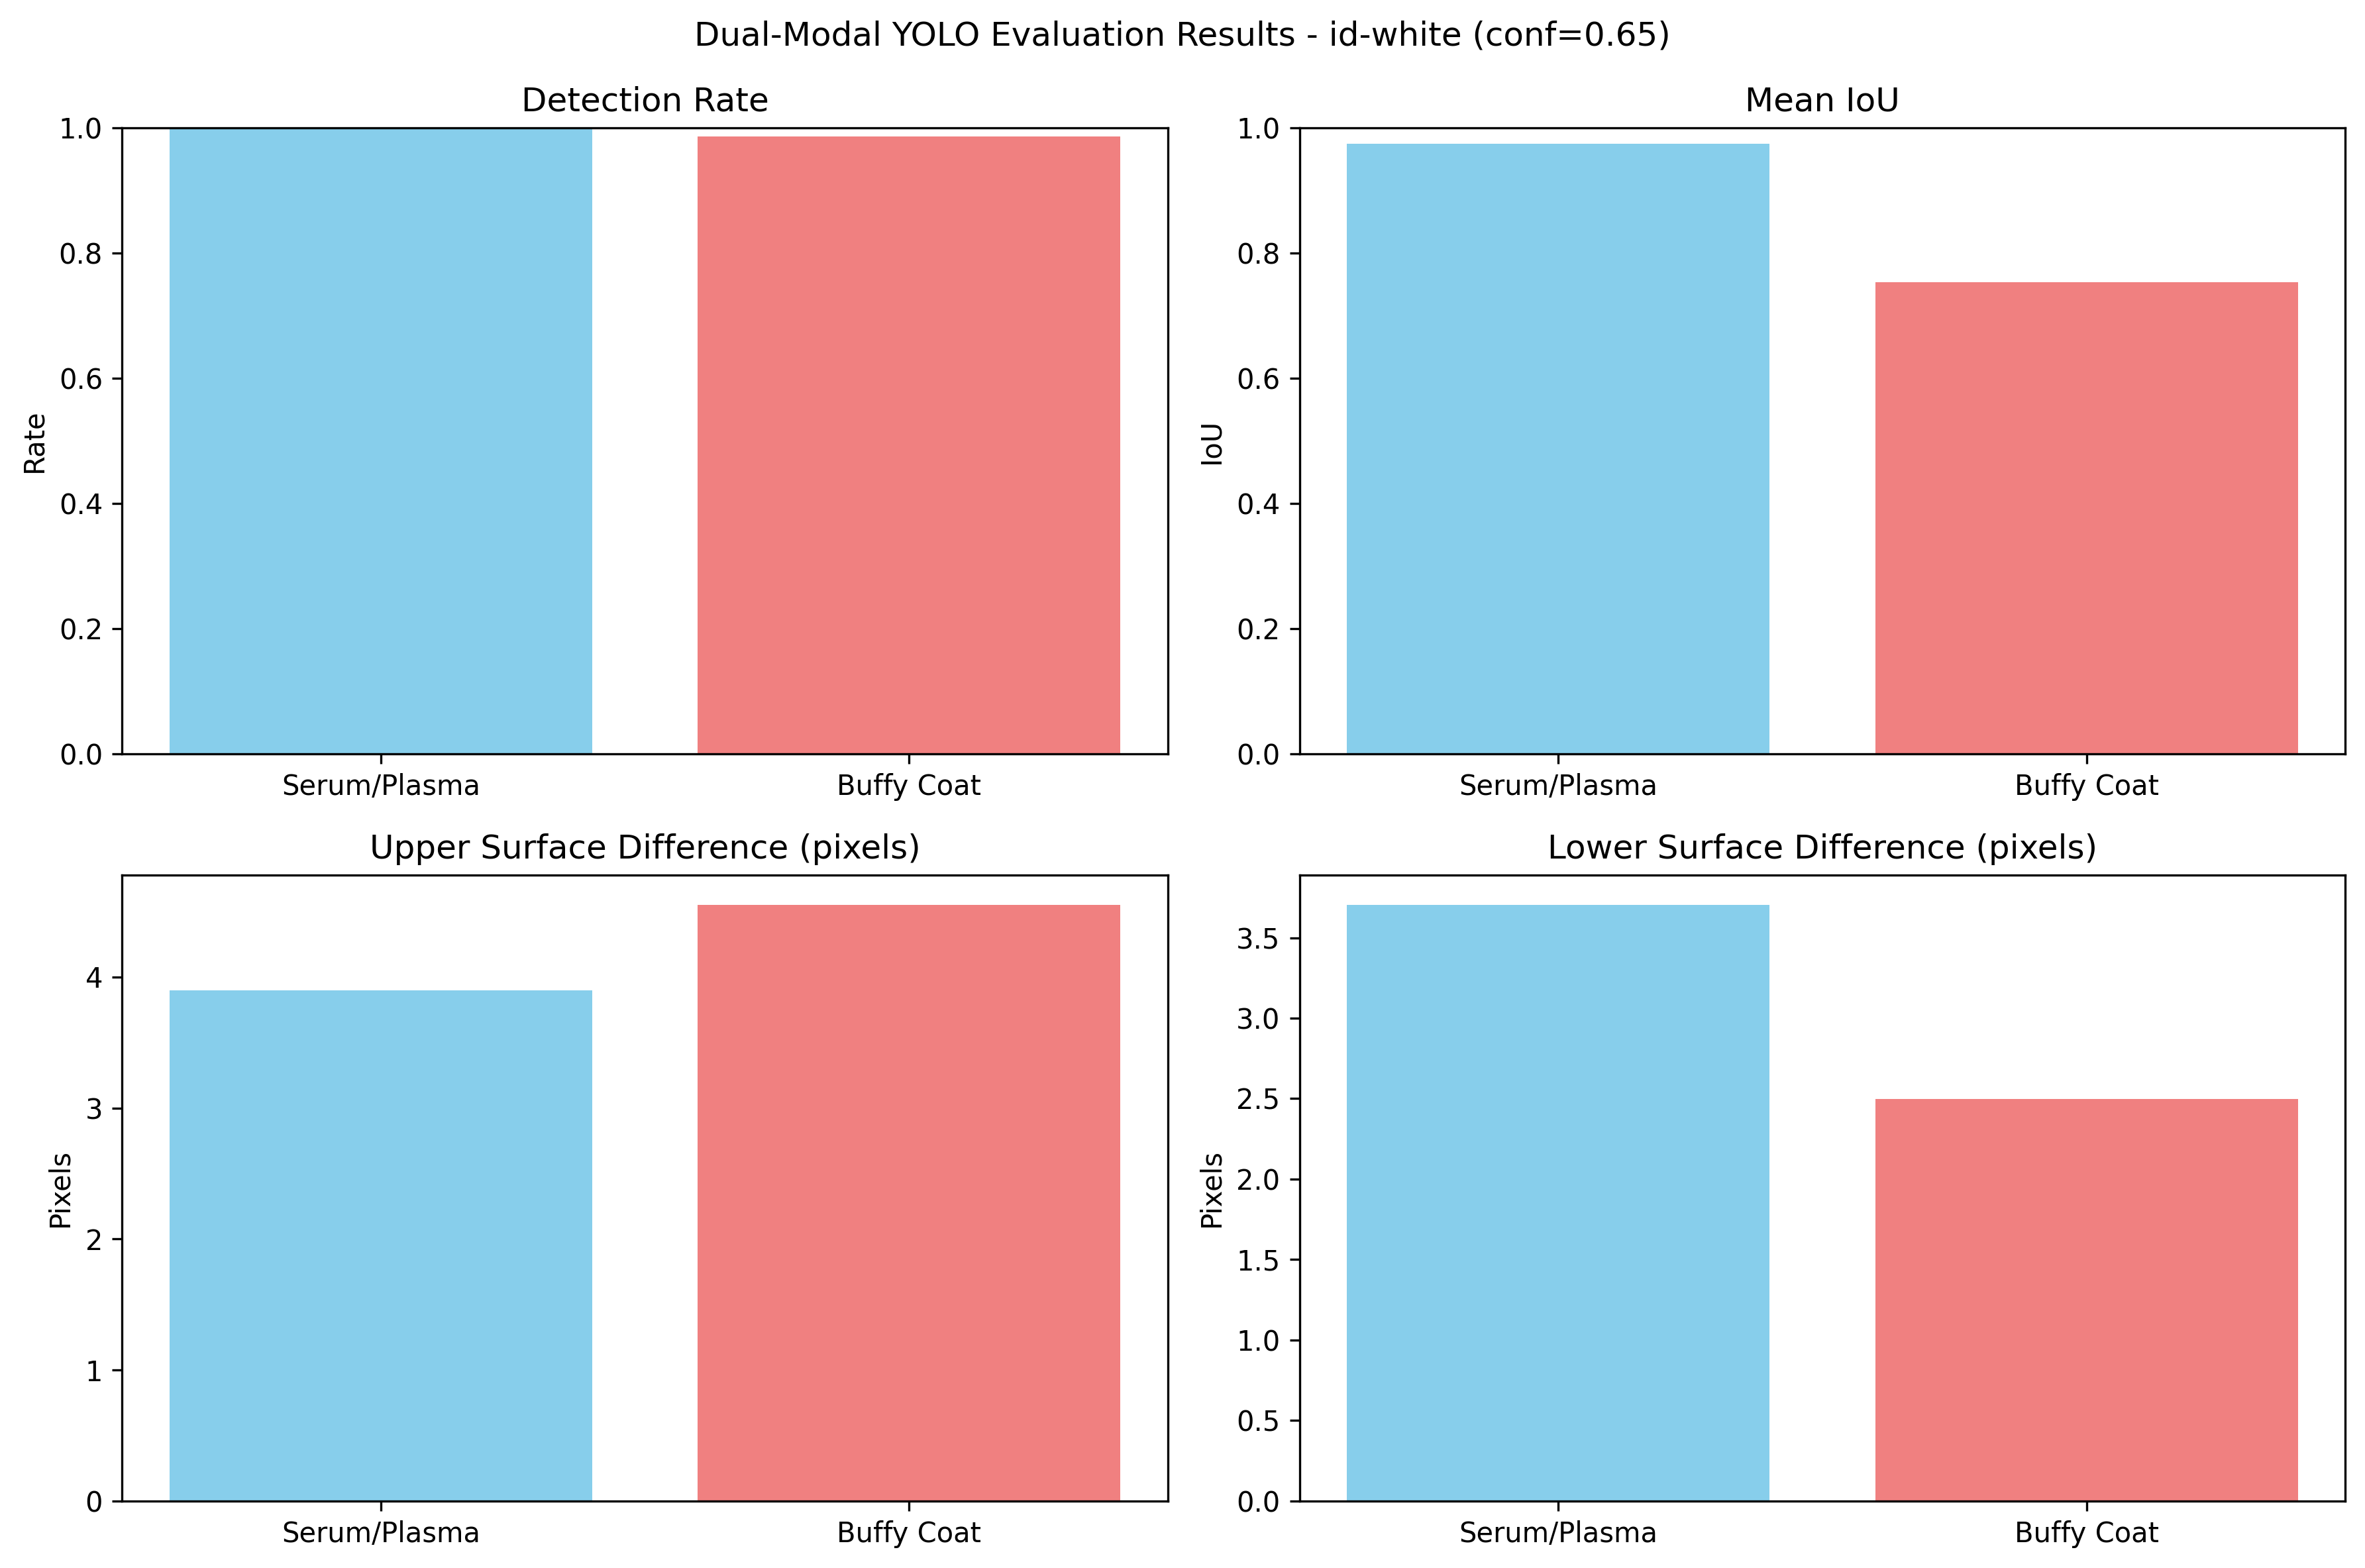 Dual-Modal YOLO Evaluation Results - id-white (conf=0.65)
Detection Rate
Rate
1.0
0.8
0.6
0.4
0.2
0.0
Serum/Plasma
Buffy Coat
Mean IoU
IoU
1.0
0.8
0.6
0.4
0.2
0.0
Serum/Plasma
Buffy Coat
Upper Surface Difference (pixels)
Pixels
4
3
2
1
0
Serum/Plasma
Buffy Coat
Lower Surface Difference (pixels)
Pixels
3.5
3.0
2.5
2.0
1.5
1.0
0.5
0.0
Serum/Plasma
Buffy Coat